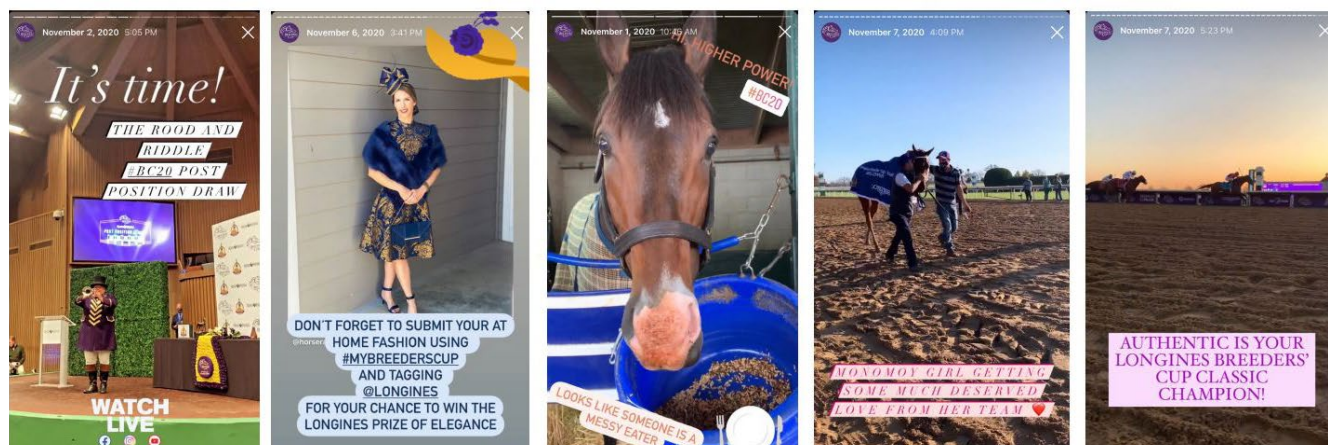 November 2, 2020 5:05 PM
It's time!
THE ROOD AND
RIDDLE
#BC20 POST
POSITION DRAW
WATCH
LIVE
November 6, 2020 3:41 PM
DON'T FORGET TO SUBMIT YOUR AT
HOME FASHION USING
#MYBREEDERSCUP
AND TAGGING
@LONGINES
FOR YOUR CHANCE TO WIN THE
LONGINES PRIZE OF ELEGANCE
November 1, 2020 10:45 AM
HIGHER POWER
#BC20
LOOKS LIKE SOMEONE IS A
MESSY EATER
November 7, 2020 4:09 PM
MONOMOY GIRL GETTING
SOME MUCH DESERVED
LOVE FROM HER TEAM
November 7, 2020 5:23 PM
AUTHENTIC IS YOUR
LONGINES BREEDERS'
CUP CLASSIC
CHAMPION!